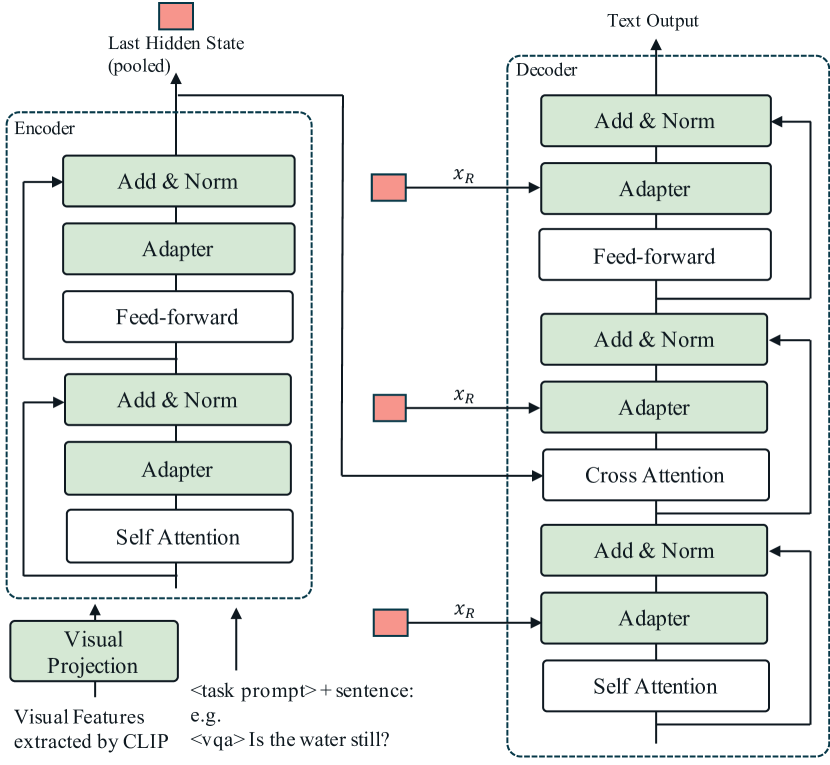 Last Hidden State
(pooled)
Encoder
Add & Norm
Adapter
Feed-forward
Add & Norm
Adapter
Self Attention
Visual
Projection
Visual Features
extracted by CLIP
<task prompt> + sentence:
e.g.
<vqa> Is the water still?
Text Output
Decoder
Add & Norm
x_R
Adapter
Feed-forward
Add & Norm
x_R
Adapter
Cross Attention
Add & Norm
x_R
Adapter
Self Attention